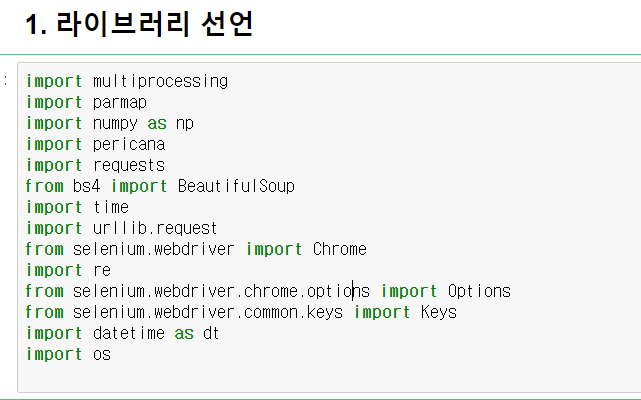 1. 라이브러리 선언
:
import multiprocessing
import parmap
import numpy as np
import pericana
import requests
from bs4 import BeautifulSoup
import time
import urllib.request
from selenium.webdriver import Chrome
import re
from selenium.webdriver.chrome.options import Options
from selenium.webdriver.common.keys import Keys
import datetime as dt
import os